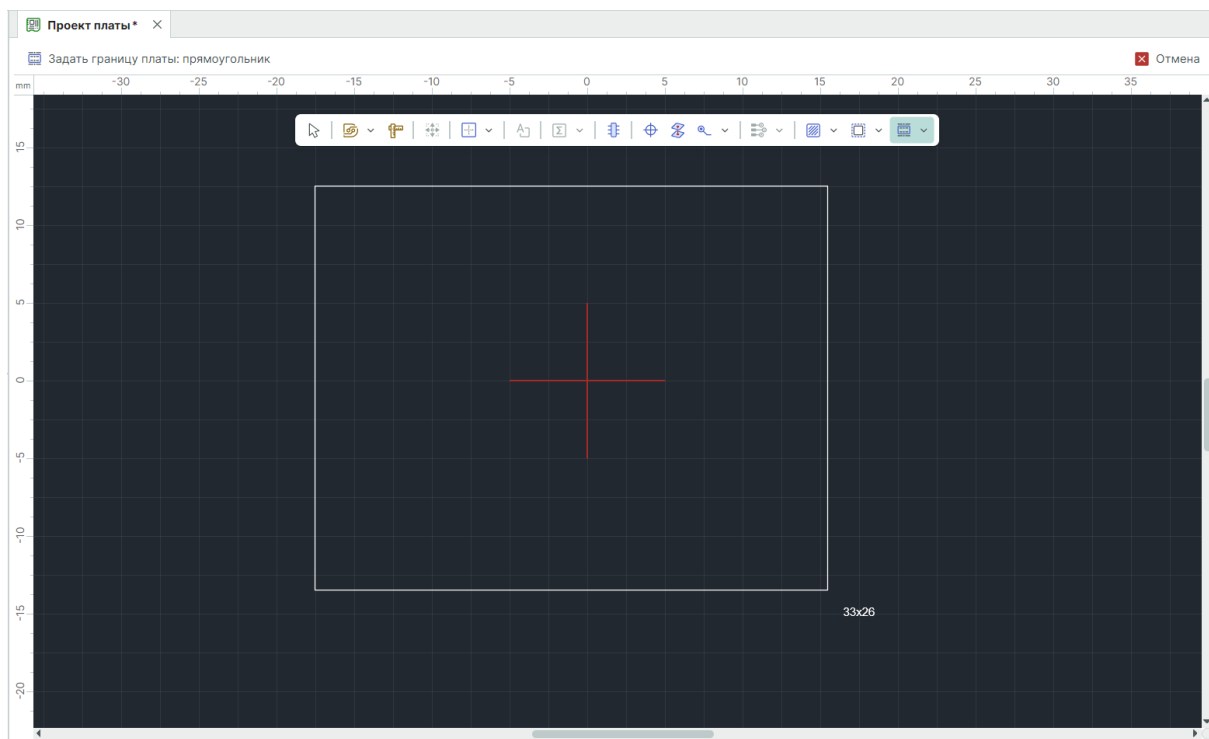 Проект платы*
Задать границу платы: прямоугольник
Отмена
mm
-30 -25 -20 -15 -10 -5 0 5 10 15 20 25 30 35
15
10
5
0
-5
-10
-15
-20
33x26